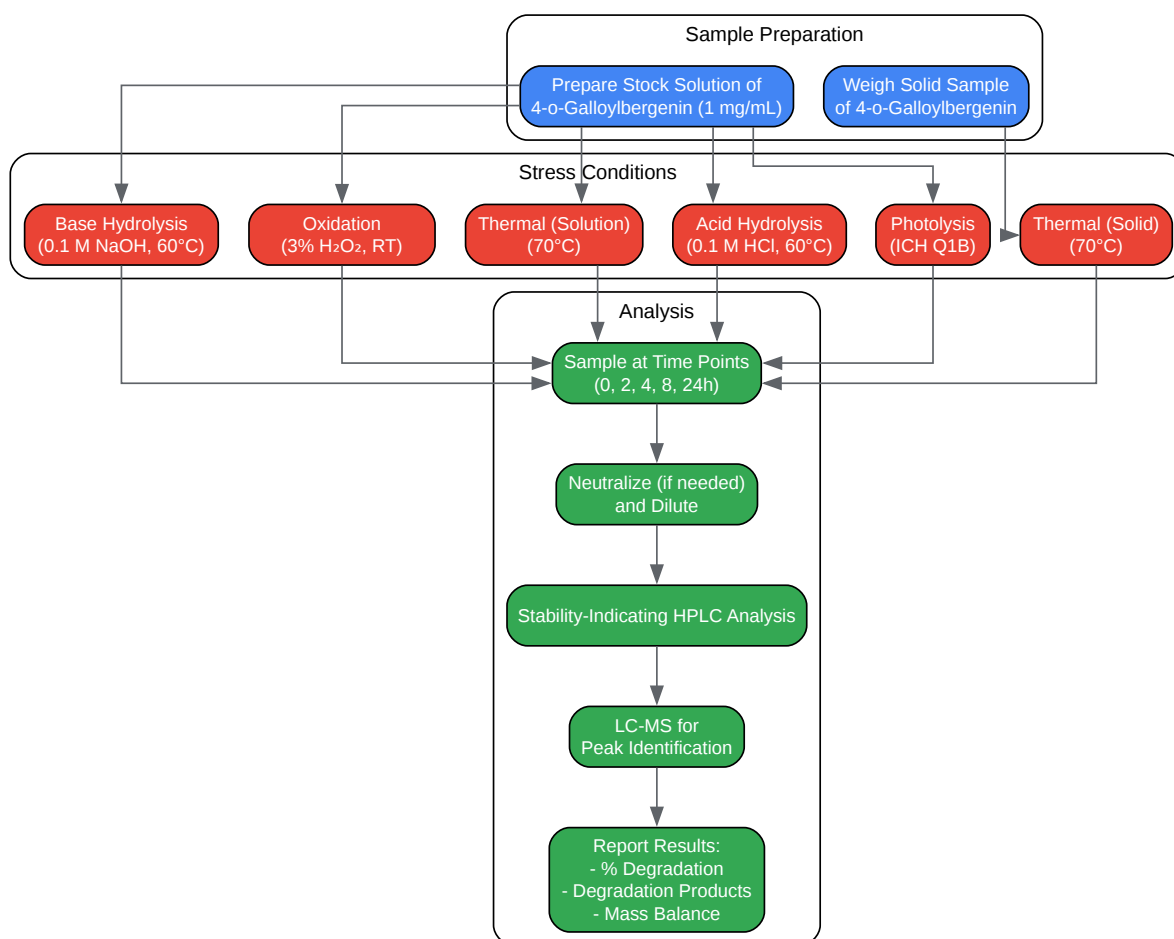 Sample Preparation
Prepare Stock Solution of
4-o-Galloylbergenin (1 mg/mL)
Weigh Solid Sample
of 4-o-Galloylbergenin
Stress Conditions
Base Hydrolysis
(0.1 M NaOH, 60°C)
Oxidation
(3% H₂O₂, RT)
Thermal (Solution)
(70°C)
Acid Hydrolysis
(0.1 M HCl, 60°C)
Photolysis
(ICH Q1B)
Thermal (Solid)
(70°C)
Analysis
Sample at Time Points
(0, 2, 4, 8, 24h)
Neutralize (if needed)
and Dilute
Stability-Indicating HPLC Analysis
LC-MS for
Peak Identification
Report Results:
- % Degradation
- Degradation Products
- Mass Balance